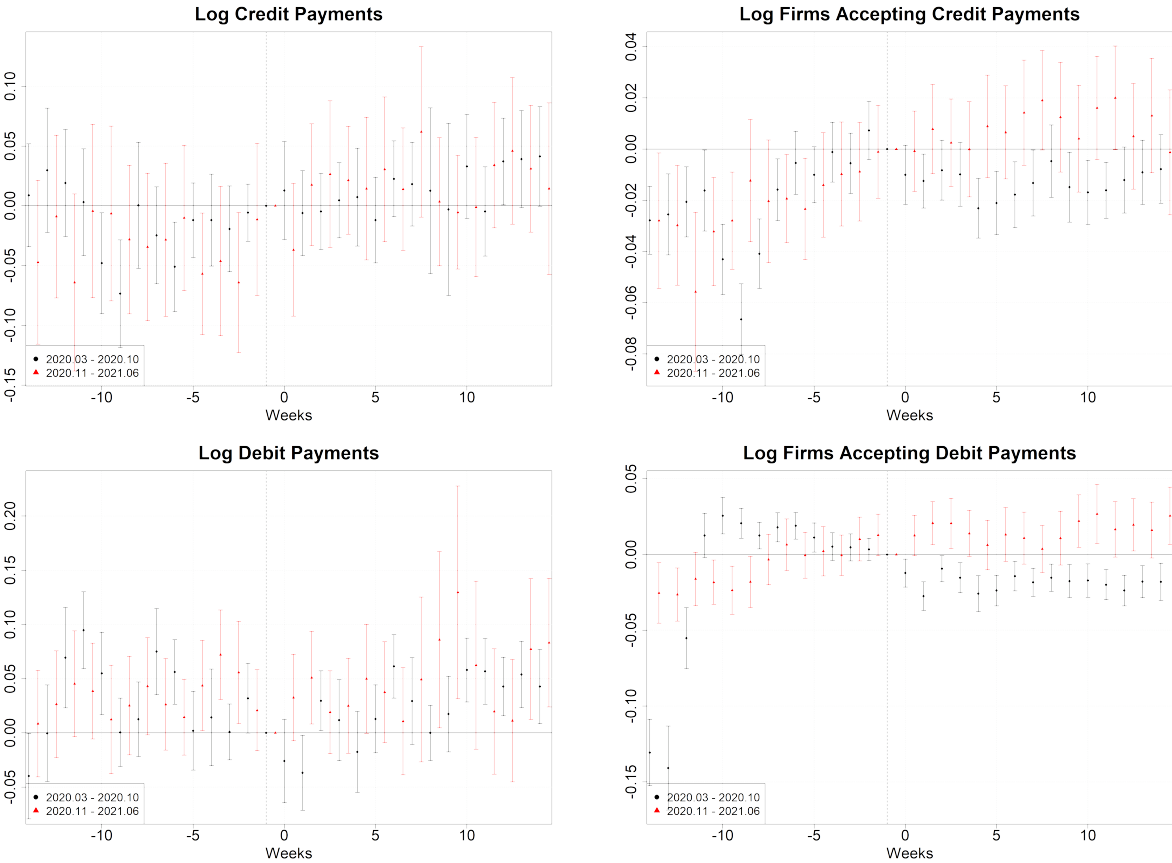 Log Credit Payments
0.10
0.05
0.00
-0.05
-0.10
-0.15
2020.03 - 2020.10
2020.11 - 2021.06
-10 -5 0 5 10
Weeks
Log Firms Accepting Credit Payments
0.04
0.02
0.00
-0.02
-0.04
-0.06
-0.08
2020.03 - 2020.10
2020.11 - 2021.06
-10 -5 0 5 10
Weeks
Log Debit Payments
0.20
0.15
0.10
0.05
0.00
-0.05
2020.03 - 2020.10
2020.11 - 2021.06
-10 -5 0 5 10
Weeks
Log Firms Accepting Debit Payments
0.05
0.00
-0.05
-0.10
-0.15
2020.03 - 2020.10
2020.11 - 2021.06
-10 -5 0 5 10
Weeks